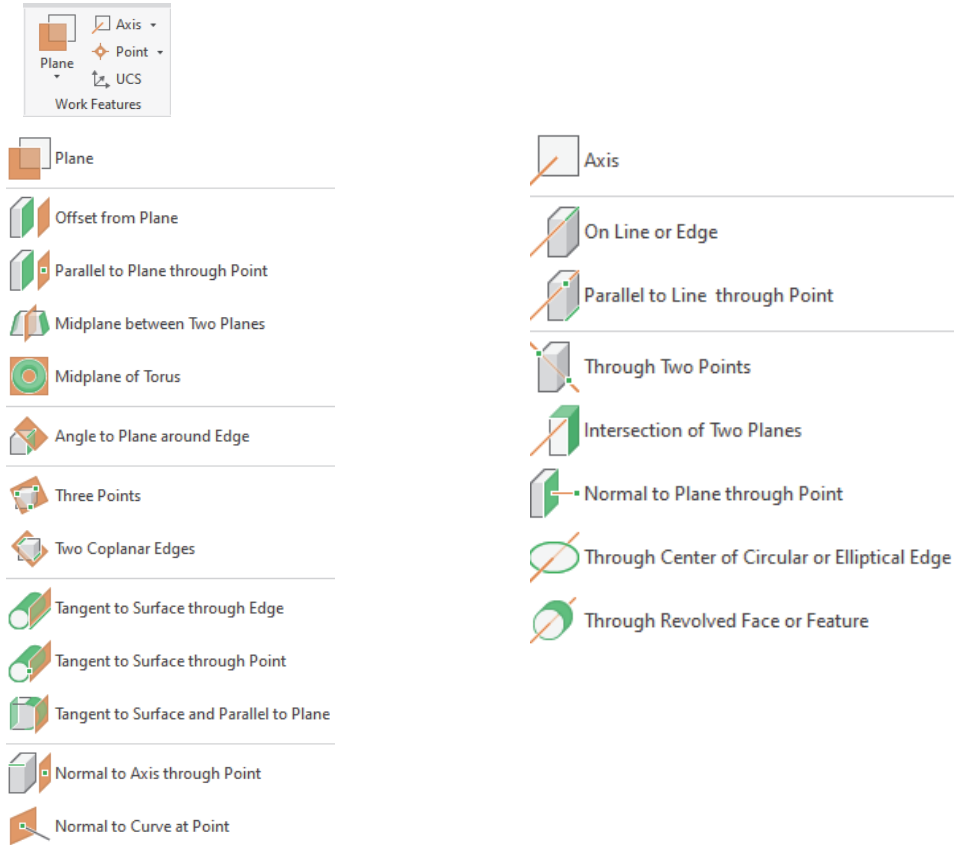 Plane
Axis
Point
UCS
Work Features
Plane
Offset from Plane
Parallel to Plane through Point
Midplane between Two Planes
Midplane of Torus
Angle to Plane around Edge
Three Points
Two Coplanar Edges
Tangent to Surface through Edge
Tangent to Surface through Point
Tangent to Surface and Parallel to Plane
Normal to Axis through Point
Normal to Curve at Point
Axis
On Line or Edge
Parallel to Line through Point
Through Two Points
Intersection of Two Planes
Normal to Plane through Point
Through Center of Circular or Elliptical Edge
Through Revolved Face or Feature